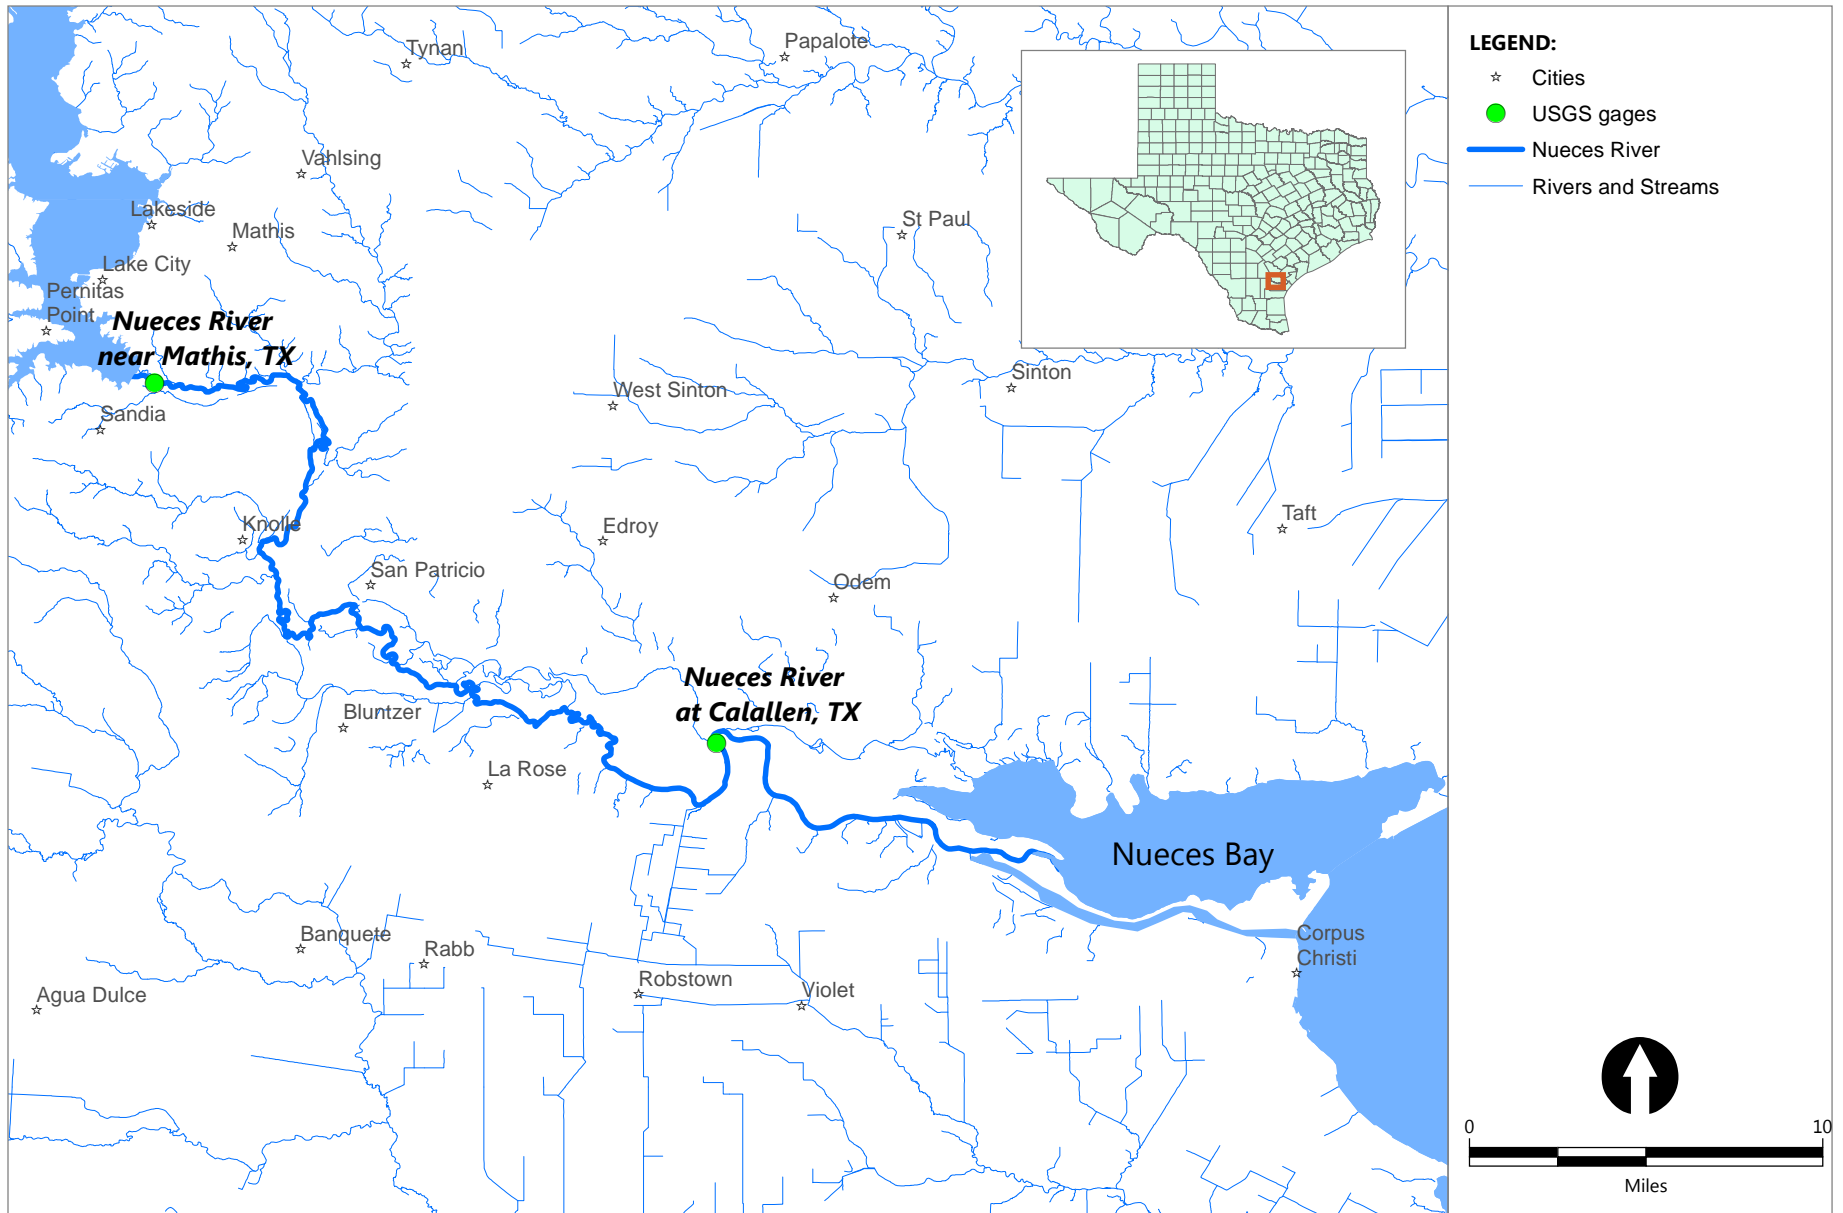 Tynan
Papalote
Vahlsing
Lakeside
Mathis
St Paul
Lake City
Pernitas
Point
Nueces River
near Mathis, TX
Sinton
West Sinton
Sandia
Knolle
Edroy
Taft
San Patricio
Odem
Nueces River
at Calallen, TX
Bluntzer
La Rose
Nueces Bay
Banquete
Rabb
Corpus
Christi
Robstown
Violet
Agua Dulce
LEGEND:
Cities
USGS gages
Nueces River
Rivers and Streams
0 10
Miles